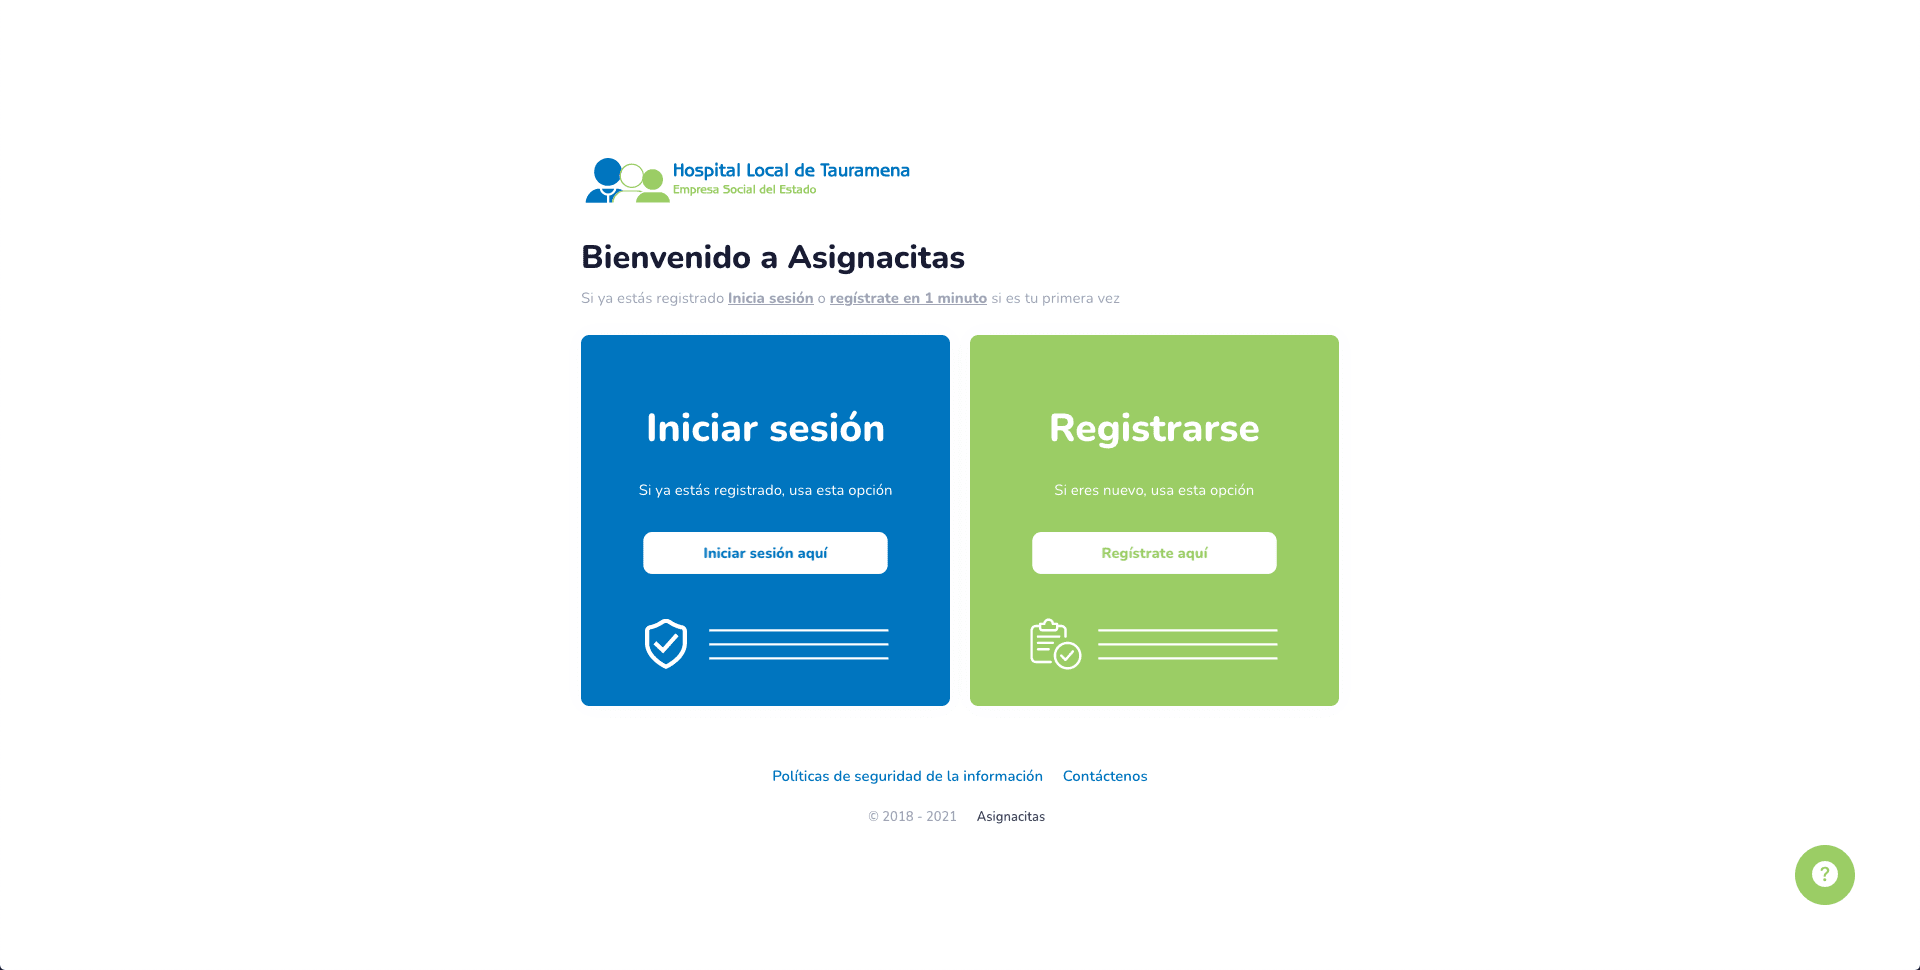 Hospital Local de Tauramena
Empresa Social del Estado
Bienvenido a Asignacitas
Si ya estás registrado Inicia sesión o regístrate en 1 minuto si es tu primera vez
Iniciar sesión
Si ya estás registrado, usa esta opción
Iniciar sesión aquí
Registrarse
Si eres nuevo, usa esta opción
Regístrate aquí
Políticas de seguridad de la información Contáctenos
© 2018 - 2021 Asignacitas
?